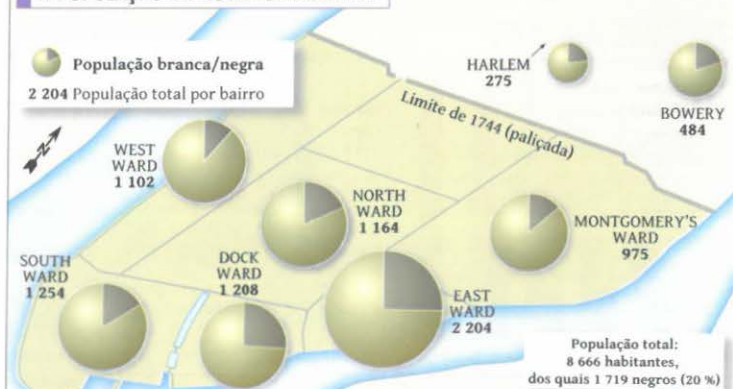 População branca/negra
2 204 População total por bairro
HARLEM
275
BOWERY
484
Limite de 1744 (paliçada)
WEST
WARD
1 102
NORTH
WARD
1 164
MONTGOMERY'S
WARD
975
SOUTH
WARD
1 254
DOCK
WARD
1 208
EAST
WARD
2 204
População total:
8 666 habitantes,
dos quais 1 719 negros (20 %)